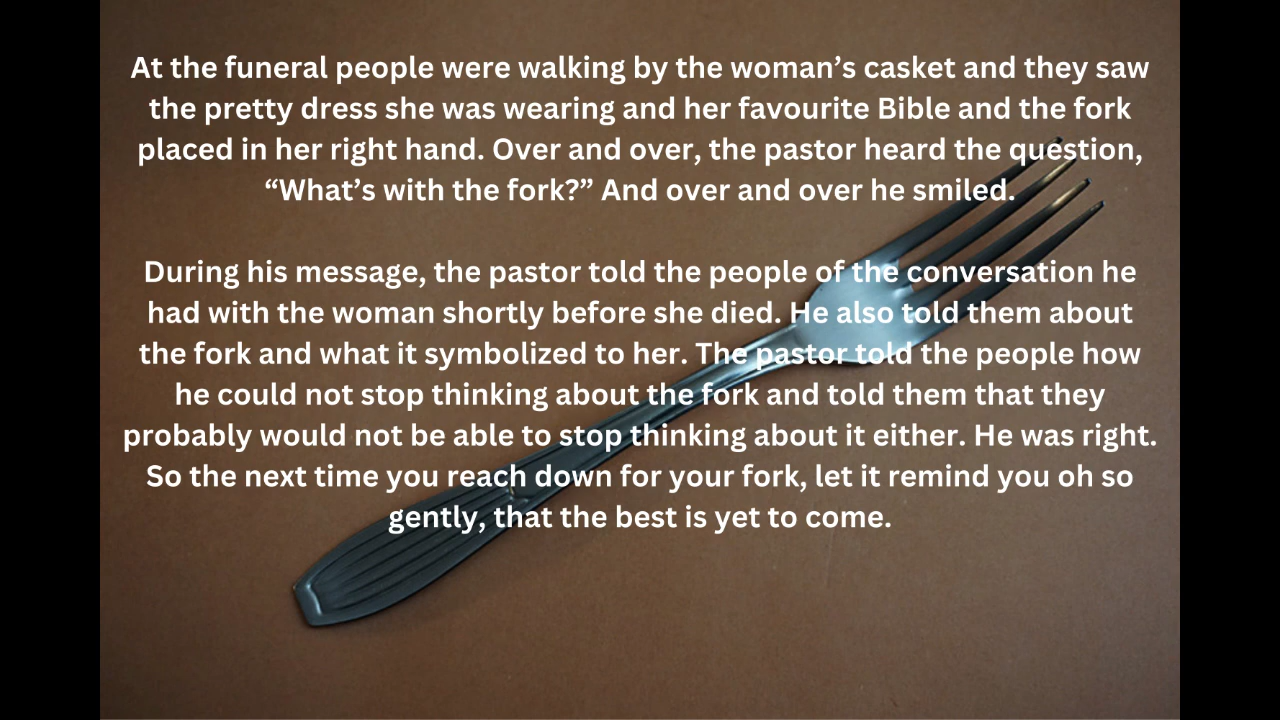 At the funeral people were walking by the woman’s casket and they saw
the pretty dress she was wearing and her favourite Bible and the fork
placed in her right hand. Over and over, the pastor heard the question,
“What’s with the fork?” And over and over he smiled.
During his message, the pastor told the people of the conversation he
had with the woman shortly before she died. He also told them about
the fork and what it symbolized to her. The pastor told the people how
he could not stop thinking about the fork and told them that they
probably would not be able to stop thinking about it either. He was right.
So the next time you reach down for your fork, let it remind you oh so
gently, that the best is yet to come.